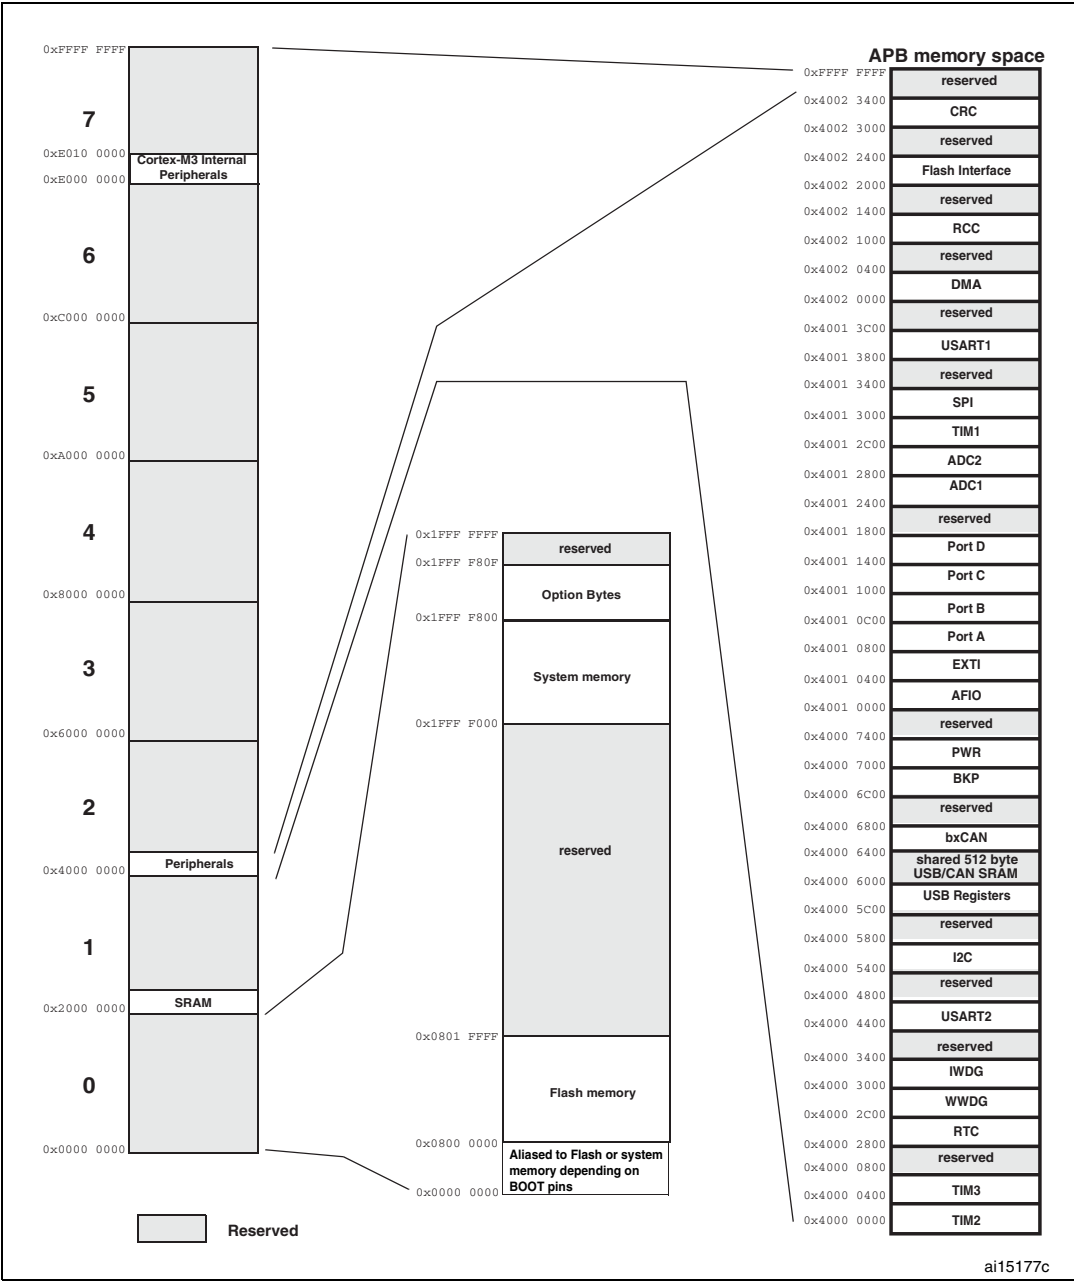 0xFFFF FFFF
7
0xE010 0000
Cortex-M3 Internal
Peripherals
0xE000 0000
6
0xC000 0000
5
0xA000 0000
4
0x8000 0000
3
0x6000 0000
2
Peripherals
0x4000 0000
1
SRAM
0x2000 0000
0
0x0000 0000
Reserved
0x1FFF FFFF
reserved
0x1FFF F80F
Option Bytes
0x1FFF F800
System memory
0x1FFF F000
reserved
0x0801 FFFF
Flash memory
0x0800 0000
Aliased to Flash or system
memory depending on
BOOT pins
0x0000 0000
APB memory space
0xFFFF FFFF
reserved
0x4002 3400
CRC
0x4002 3000
reserved
0x4002 2400
Flash Interface
0x4002 2000
reserved
0x4002 1400
RCC
0x4002 1000
reserved
0x4002 0400
DMA
0x4002 0000
reserved
0x4001 3C00
USART1
0x4001 3800
reserved
0x4001 3400
SPI
0x4001 3000
TIM1
0x4001 2C00
ADC2
0x4001 2800
ADC1
0x4001 2400
reserved
0x4001 1800
Port D
0x4001 1400
Port C
0x4001 1000
Port B
0x4001 0C00
Port A
0x4001 0800
EXTI
0x4001 0400
AFIO
0x4001 0000
reserved
0x4000 7400
PWR
0x4000 7000
BKP
0x4000 6C00
reserved
0x4000 6800
bxCAN
0x4000 6400
shared 512 byte
USB/CAN SRAM
0x4000 6000
USB Registers
0x4000 5C00
reserved
0x4000 5800
I2C
0x4000 5400
reserved
0x4000 4800
USART2
0x4000 4400
reserved
0x4000 3400
IWDG
0x4000 3000
WWDG
0x4000 2C00
RTC
0x4000 2800
reserved
0x4000 0800
TIM3
0x4000 0400
TIM2
0x4000 0000
ai15177c